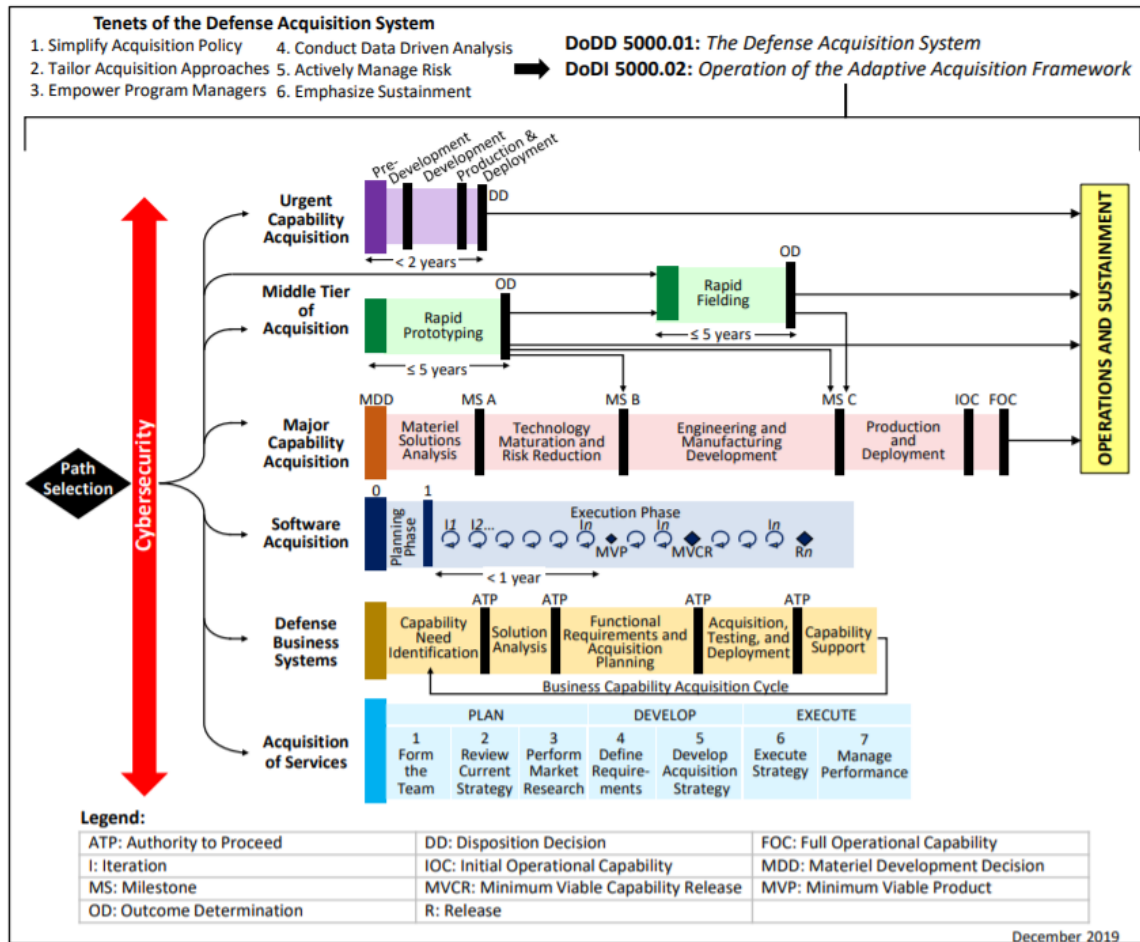 Tenets of the Defense Acquisition System
1. Simplify Acquisition Policy
2. Tailor Acquisition Approaches
3. Empower Program Managers
4. Conduct Data Driven Analysis
5. Actively Manage Risk
6. Emphasize Sustainment
DoDD 5000.01: The Defense Acquisition System
DoDI 5000.02: Operation of the Adaptive Acquisition Framework
Path
Selection
Cybersecurity
OPERATIONS AND SUSTAINMENT
Urgent
Capability
Acquisition
Pre-
Development
Development
Production &
Deployment
DD
< 2 years
Middle Tier
of
Acquisition
Rapid
Prototyping
OD
≤ 5 years
Rapid
Fielding
OD
≤ 5 years
Major
Capability
Acquisition
MDD
MS A
MS B
MS C
IOC
FOC
Materiel
Solutions
Analysis
Technology
Maturation and
Risk Reduction
Engineering and
Manufacturing
Development
Production
and
Deployment
Software
Acquisition
0
1
Planning
Phase
Execution Phase
I1
I2...
In
In
In
MVP
MVCR
Rn
< 1 year
Defense
Business
Systems
ATP
ATP
ATP
ATP
Capability
Need
Identification
Solution
Analysis
Functional
Requirements and
Acquisition
Planning
Acquisition,
Testing, and
Deployment
Capability
Support
Business Capability Acquisition Cycle
Acquisition
of Services
PLAN
DEVELOP
EXECUTE
1
Form
the
Team
2
Review
Current
Strategy
3
Perform
Market
Research
4
Define
Require-
ments
5
Develop
Acquisition
Strategy
6
Execute
Strategy
7
Manage
Performance
Legend:
ATP: Authority to Proceed
DD: Disposition Decision
FOC: Full Operational Capability
I: Iteration
IOC: Initial Operational Capability
MDD: Materiel Development Decision
MS: Milestone
MVCR: Minimum Viable Capability Release
MVP: Minimum Viable Product
OD: Outcome Determination
R: Release
December 2019